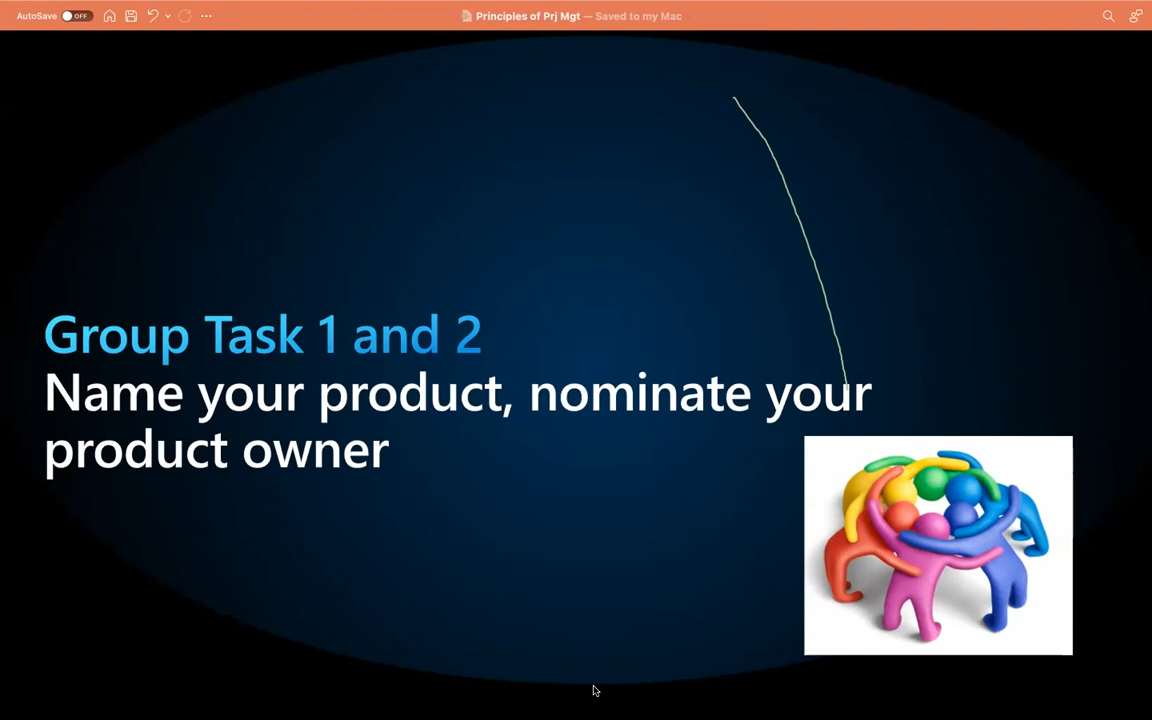 AutoSave OFF
Principles of Prj Mgt — Saved to my Mac
Group Task 1 and 2
Name your product, nominate your
product owner